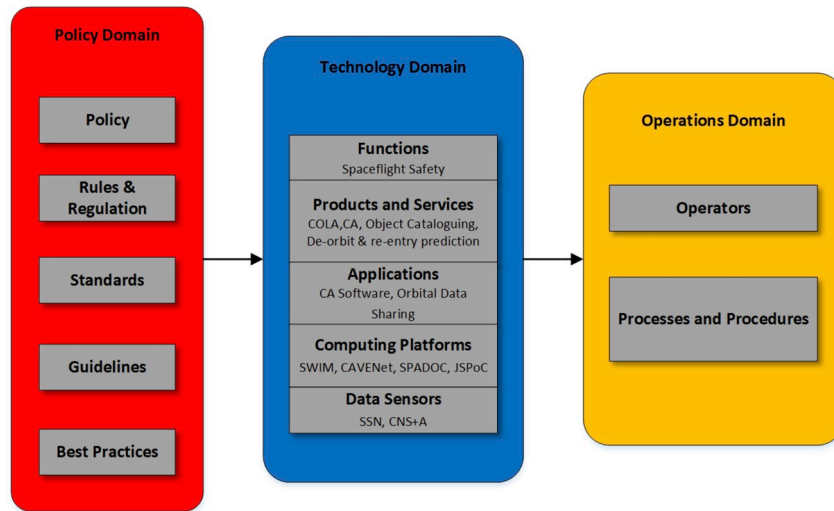 Policy Domain
Policy
Rules &
Regulation
Standards
Guidelines
Best Practices
Technology Domain
Functions
Spaceflight Safety
Products and Services
COLA,CA, Object Cataloguing,
De-orbit & re-entry prediction
Applications
CA Software, Orbital Data
Sharing
Computing Platforms
SWIM, CAVENet, SPADOC, JSPoC
Data Sensors
SSN, CNS+A
Operations Domain
Operators
Processes and Procedures